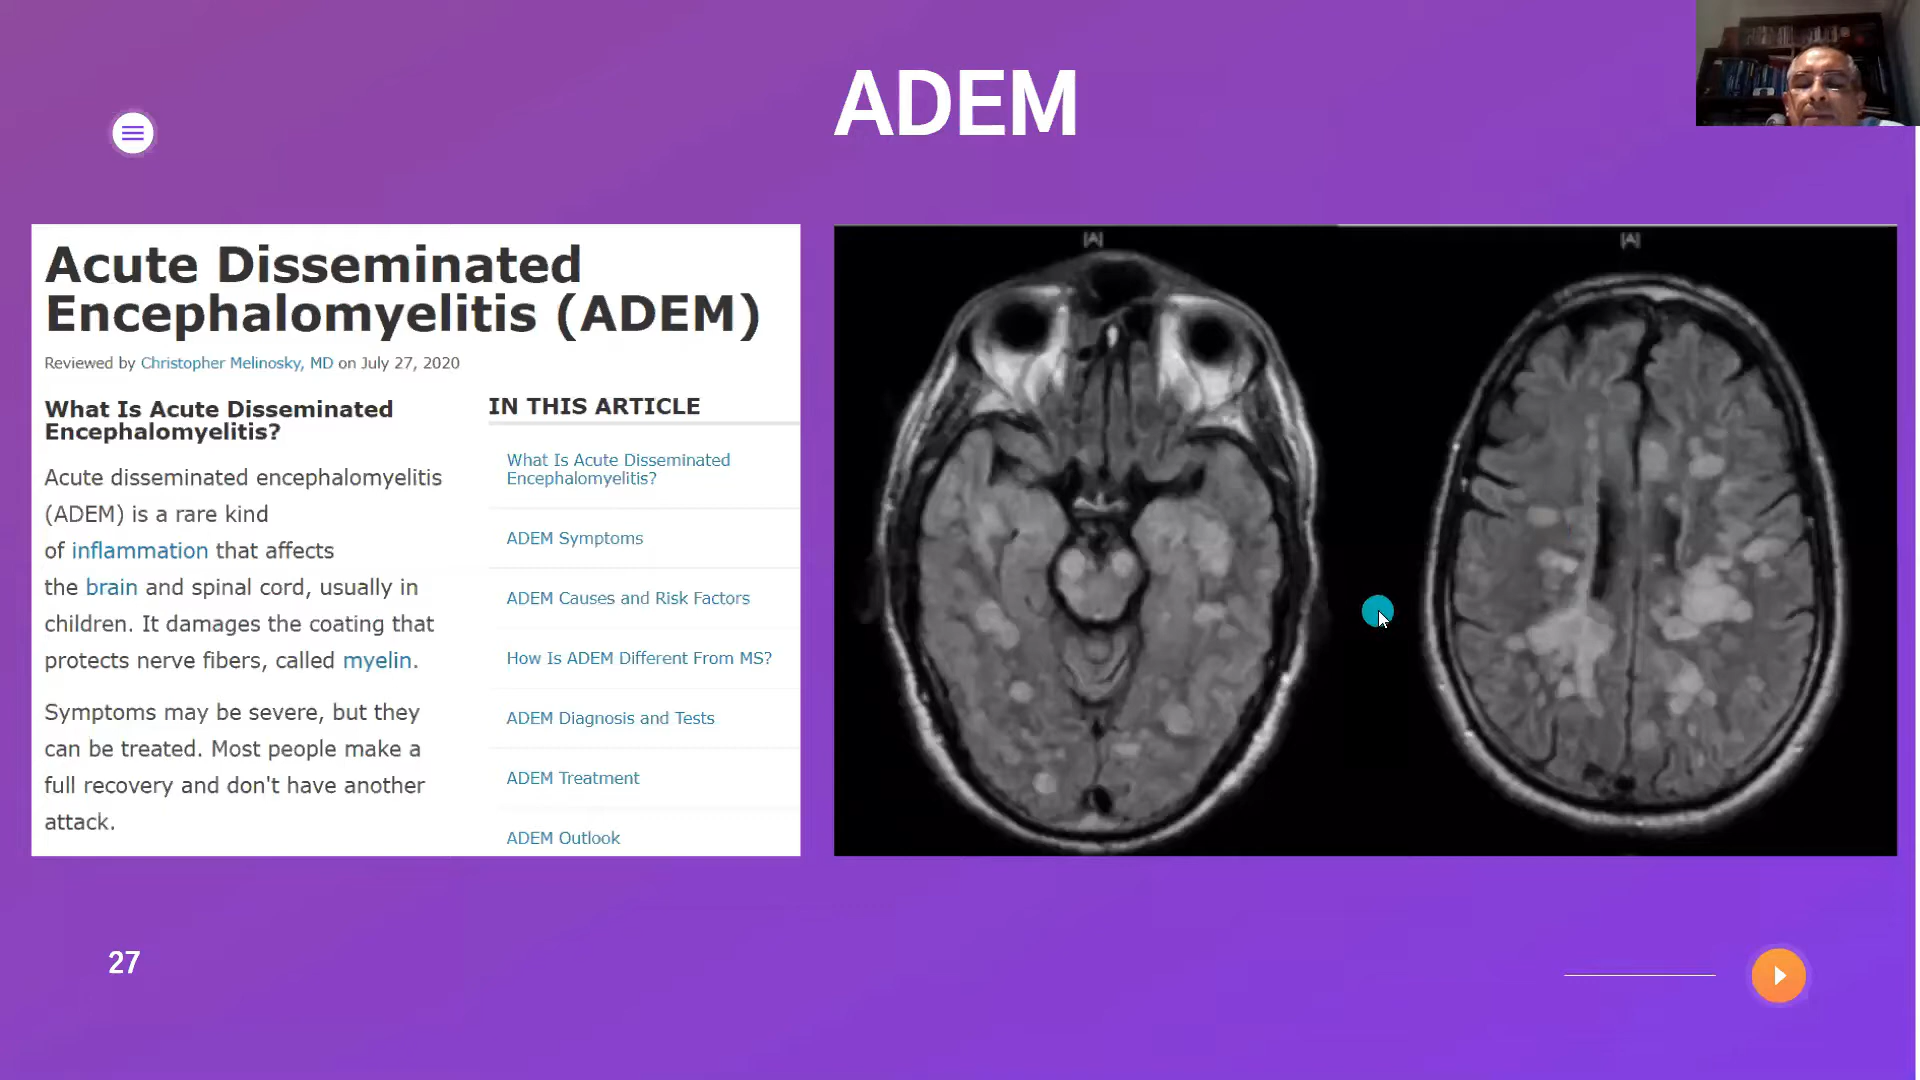 ADEM
Acute Disseminated
Encephalomyelitis (ADEM)
Reviewed by Christopher Melinosky, MD on July 27, 2020
What Is Acute Disseminated
Encephalomyelitis?
Acute disseminated encephalomyelitis
(ADEM) is a rare kind
of inflammation that affects
the brain and spinal cord, usually in
children. It damages the coating that
protects nerve fibers, called myelin.
Symptoms may be severe, but they
can be treated. Most people make a
full recovery and don't have another
attack.
IN THIS ARTICLE
What Is Acute Disseminated
Encephalomyelitis?
ADEM Symptoms
ADEM Causes and Risk Factors
How Is ADEM Different From MS?
ADEM Diagnosis and Tests
ADEM Treatment
ADEM Outlook
[A]
[A]
27